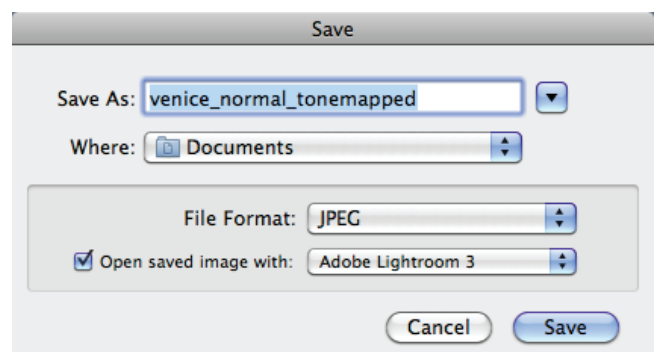 Save
Save As: venice_normal_tonemapped
Where: Documents
File Format: JPEG
Open saved image with: Adobe Lightroom 3
Cancel Save